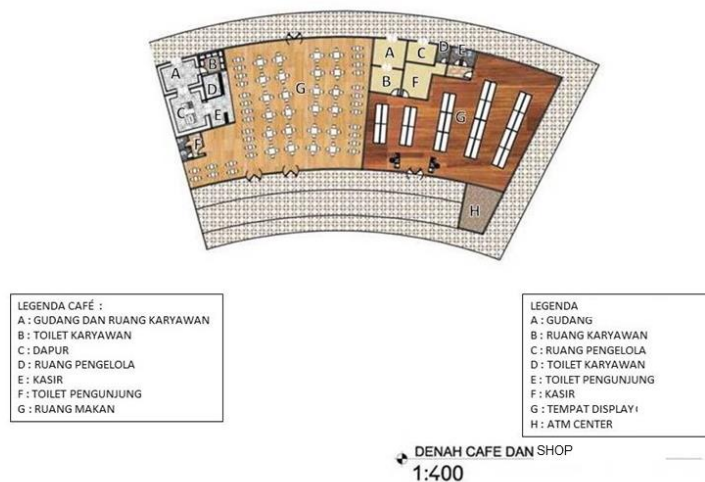 A B D C E F G
A C D E B F G H
LEGENDA CAFÉ :
A : GUDANG DAN RUANG KARYAWAN
B : TOILET KARYAWAN
C : DAPUR
D : RUANG PENGELOLA
E : KASIR
F : TOILET PENGUNJUNG
G : RUANG MAKAN
LEGENDA
A : GUDANG
B : RUANG KARYAWAN
C : RUANG PENGELOLA
D : TOILET KARYAWAN
E : TOILET PENGUNJUNG
F : KASIR
G : TEMPAT DISPLAY
H : ATM CENTER
DENAH CAFE DAN SHOP
1:400